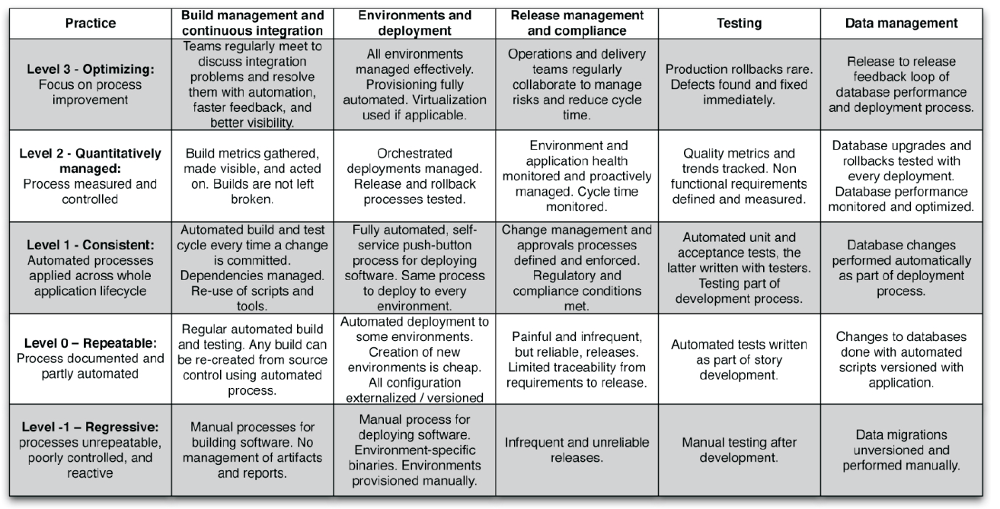 Practice
Build management and
continuous integration
Environments and
deployment
Release management
and compliance
Testing
Data management
Level 3 - Optimizing:
Focus on process
improvement
Teams regularly meet to
discuss integration
problems and resolve
them with automation,
faster feedback, and
better visibility.
All environments
managed effectively.
Provisioning fully
automated. Virtualization
used if applicable.
Operations and delivery
teams regularly
collaborate to manage
risks and reduce cycle
time.
Production rollbacks rare.
Defects found and fixed
immediately.
Release to release
feedback loop of
database performance
and deployment process.
Level 2 - Quantitatively
managed:
Process measured and
controlled
Build metrics gathered,
made visible, and acted
on. Builds are not left
broken.
Orchestrated
deployments managed.
Release and rollback
processes tested.
Environment and
application health
monitored and proactively
managed. Cycle time
monitored.
Quality metrics and
trends tracked. Non
functional requirements
defined and measured.
Database upgrades and
rollbacks tested with
every deployment.
Database performance
monitored and optimized.
Level 1 - Consistent:
Automated processes
applied across whole
application lifecycle
Automated build and test
cycle every time a change
is committed.
Dependencies managed.
Re-use of scripts and
tools.
Fully automated, self-
service push-button
process for deploying
software. Same process
to deploy to every
environment.
Change management and
approvals processes
defined and enforced.
Regulatory and
compliance conditions
met.
Automated unit and
acceptance tests, the
latter written with testers.
Testing part of
development process.
Database changes
performed automatically
as part of deployment
process.
Level 0 – Repeatable:
Process documented and
partly automated
Regular automated build
and testing. Any build can
be re-created from source
control using automated
process.
Automated deployment to
some environments.
Creation of new
environments is cheap.
All configuration
externalized / versioned
Painful and infrequent,
but reliable, releases.
Limited traceability from
requirements to release.
Automated tests written
as part of story
development.
Changes to databases
done with automated
scripts versioned with
application.
Level -1 – Regressive:
processes unrepeatable,
poorly controlled, and
reactive
Manual processes for
building software. No
management of artifacts
and reports.
Manual process for
deploying software.
Environment-specific
binaries. Environments
provisioned manually.
Infrequent and unreliable
releases.
Manual testing after
development.
Data migrations
unversioned and
performed manually.